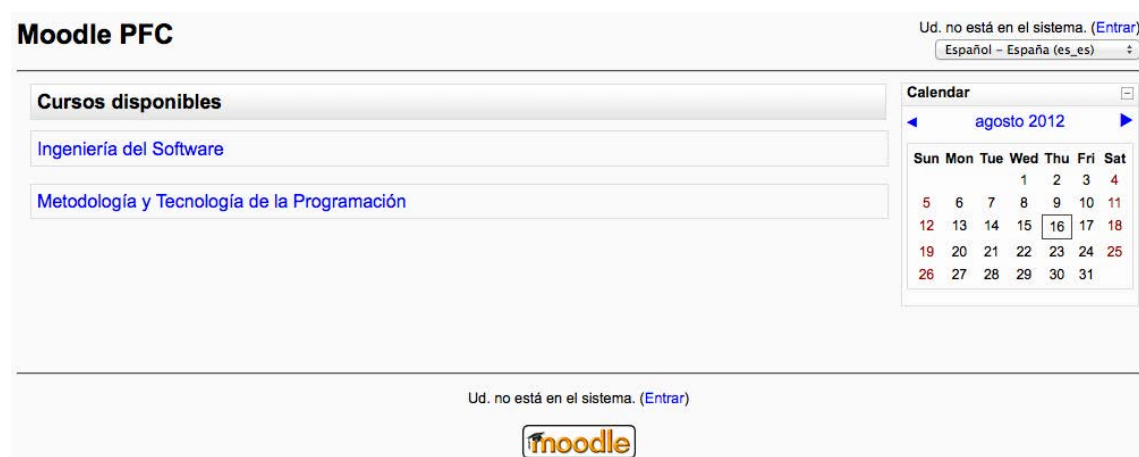 Moodle PFC
Ud. no está en el sistema. (Entrar)
Español - España (es_es)
Cursos disponibles
Ingeniería del Software
Metodología y Tecnología de la Programación
Calendar
agosto 2012
Sun Mon Tue Wed Thu Fri Sat
1 2 3 4
5 6 7 8 9 10 11
12 13 14 15 16 17 18
19 20 21 22 23 24 25
26 27 28 29 30 31
Ud. no está en el sistema. (Entrar)
moodle